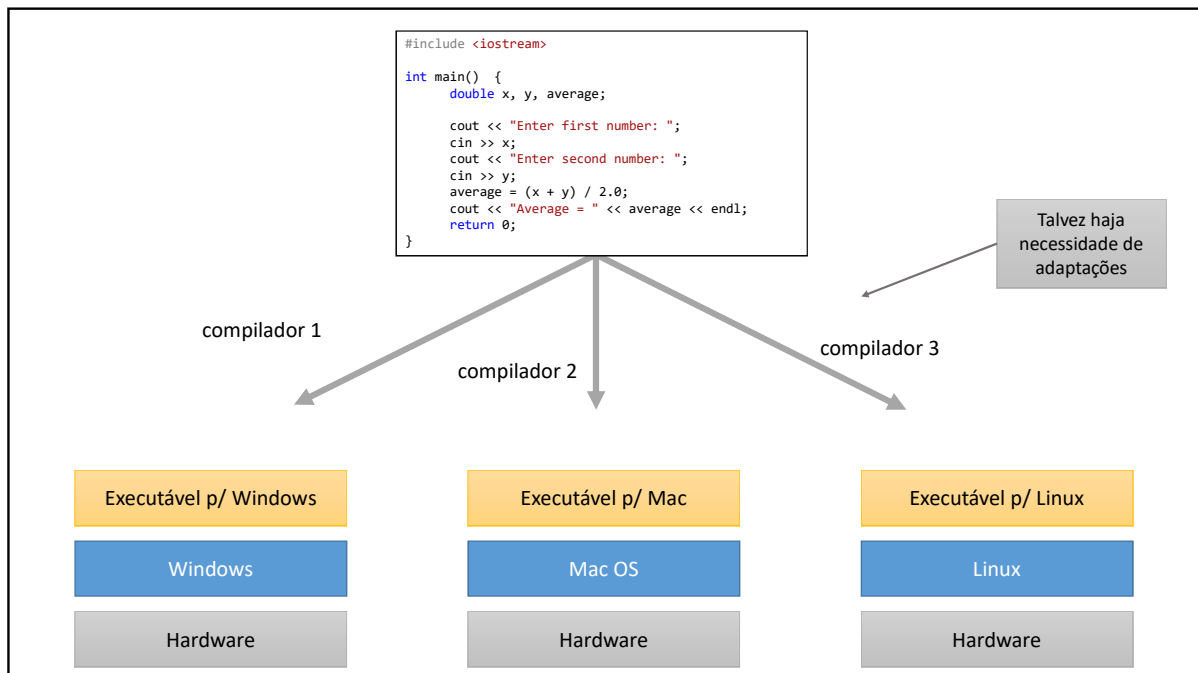 #include <iostream>
int main()  {
double x, y, average;
cout << "Enter first number: ";
cin >> x;
cout << "Enter second number: ";
cin >> y;
average = (x + y) / 2.0;
cout << "Average = " << average << endl;
return 0;
}
Talvez haja
necessidade de
adaptações
compilador 1
compilador 2
compilador 3
Executável p/ Windows
Executável p/ Mac
Executável p/ Linux
Windows
Mac OS
Linux
Hardware
Hardware
Hardware